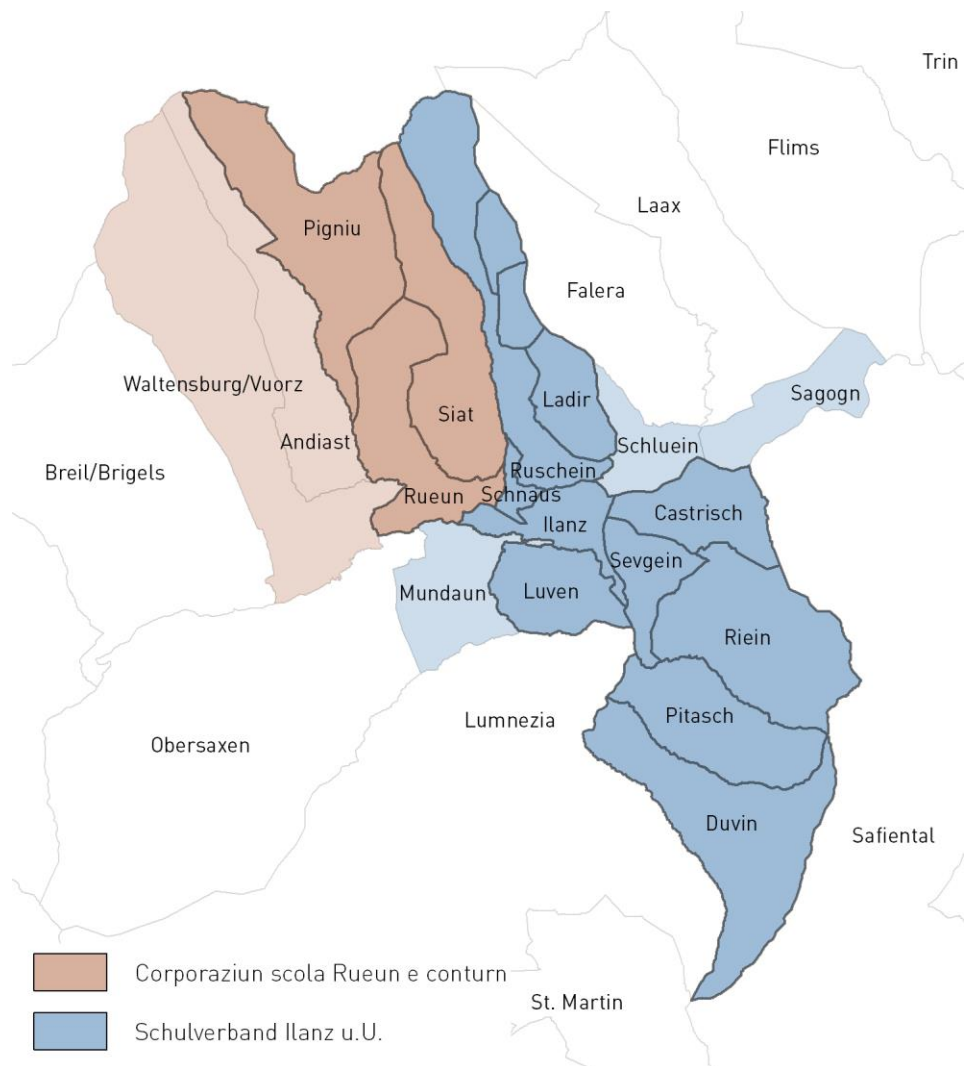 Trin
Flims
Laax
Pigniu
Falera
Waltensburg/Vuorz
Sagogn
Ladir
Siat
Andiast
Schluein
Breil/Brigels
Ruschein
Rueun
Schnaus
Castrisch
Ilanz
Sevgein
Mundaun
Luven
Riein
Pitasch
Lumnezia
Obersaxen
Duvin
Safiental
Corporaziun scola Rueun e conturn
St. Martin
Schulverband Ilanz u.U.